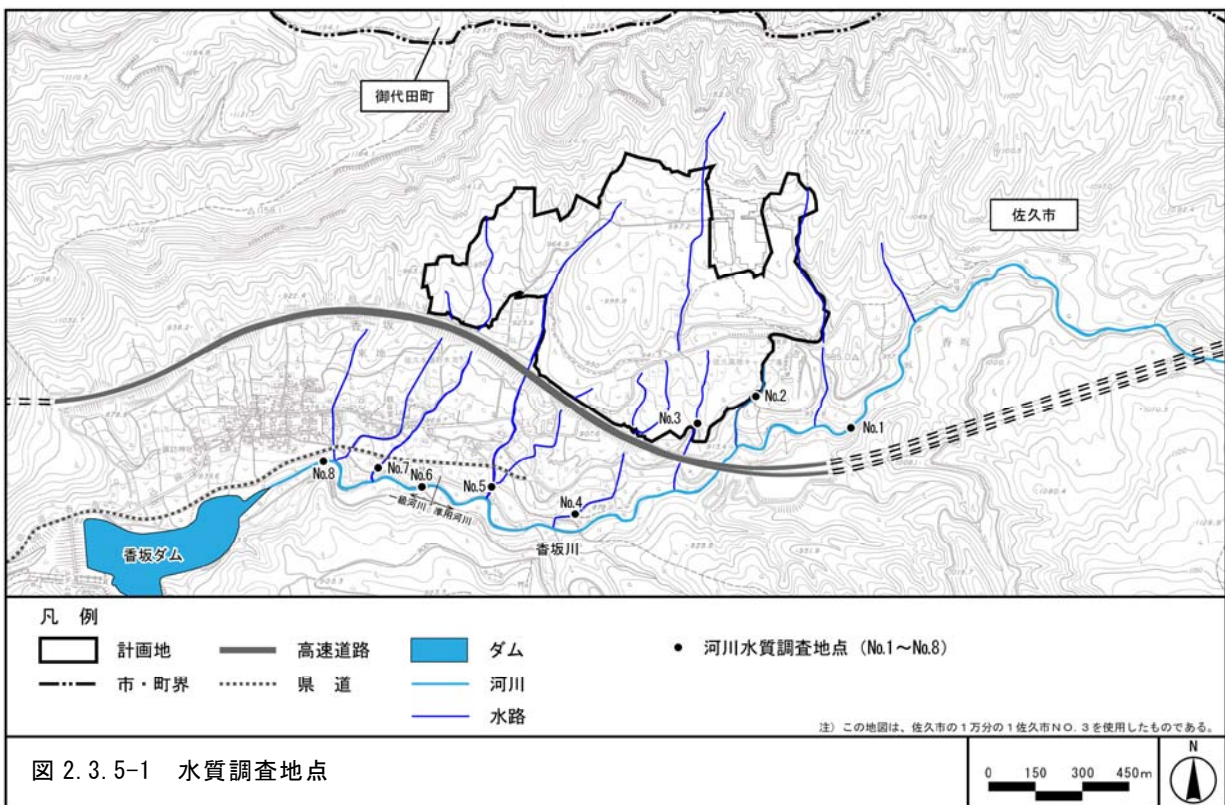 御代田町
佐久市
No.2
No.3
No.1
No.8
No.7
No.6
No.5
No.4
一級河川
準用河川
香坂川
香坂ダム
香坂
東地
凡 例
計画地
高速道路
ダム
河川水質調査地点 (No.1～No.8)
市・町界
県 道
河川
水路
注）この地図は、佐久市の１万分の１佐久市ＮＯ.３を使用したものである。
図 2.3.5-1 水質調査地点
0 150 300 450m
N